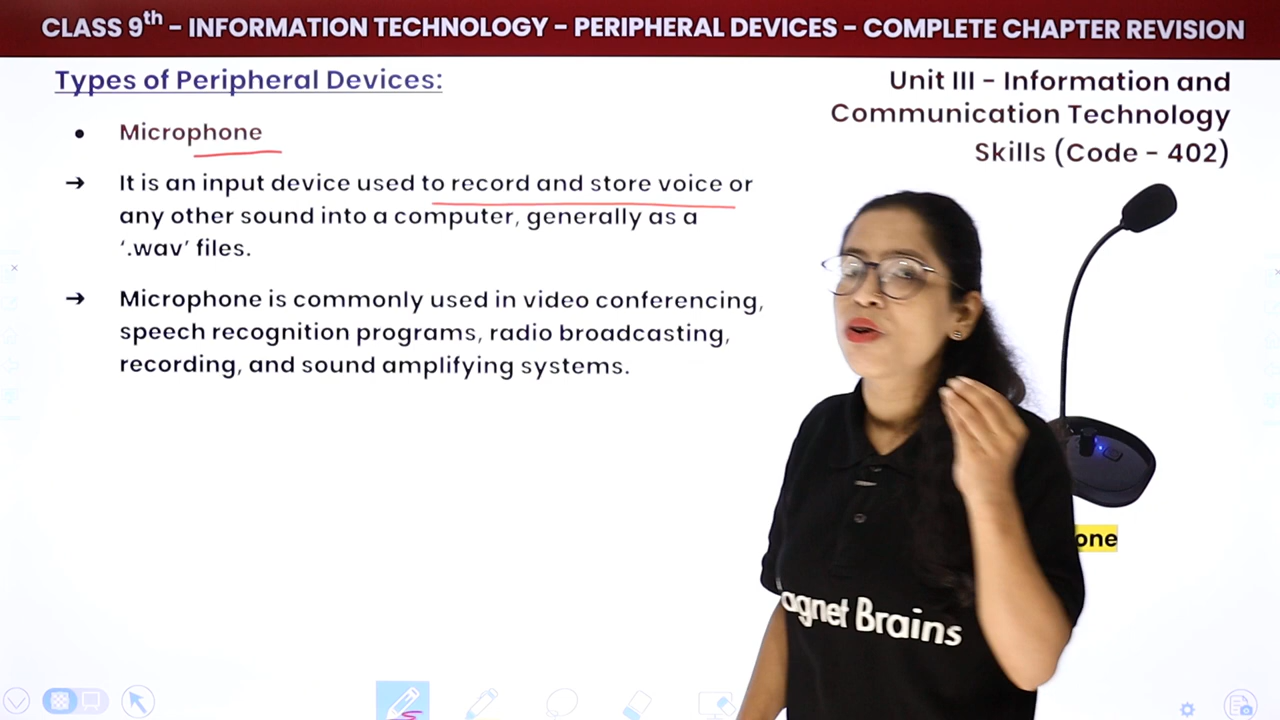 CLASS 9th – INFORMATION TECHNOLOGY – PERIPHERAL DEVICES – COMPLETE CHAPTER REVISION
Types of Peripheral Devices:
Unit III – Information and
Communication Technology
Skills (Code – 402)
• Microphone
→ It is an input device used to record and store voice or
any other sound into a computer, generally as a
‘.wav’ files.
→ Microphone is commonly used in video conferencing,
speech recognition programs, radio broadcasting,
recording, and sound amplifying systems.
one
agnet Brains